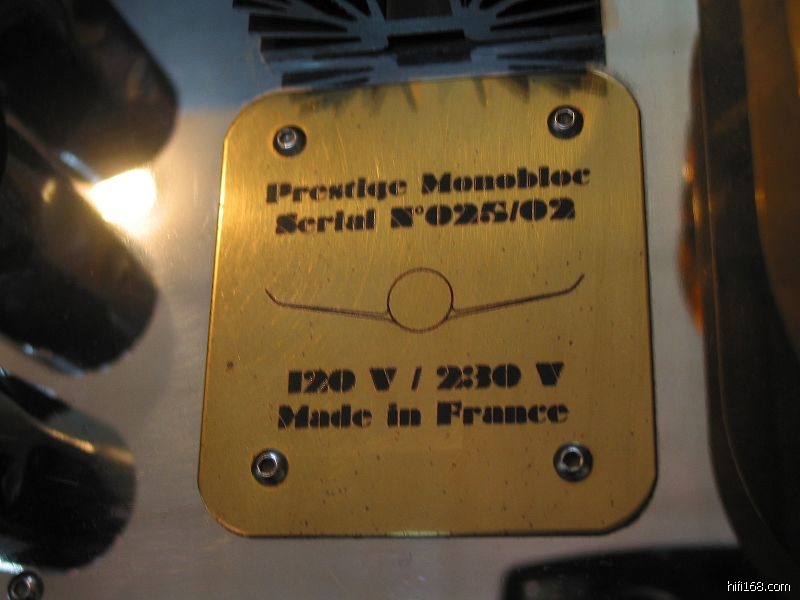 Prestige Monobloc
Serial N°025/02
120 V / 230 V
Made in France
hifi168.com